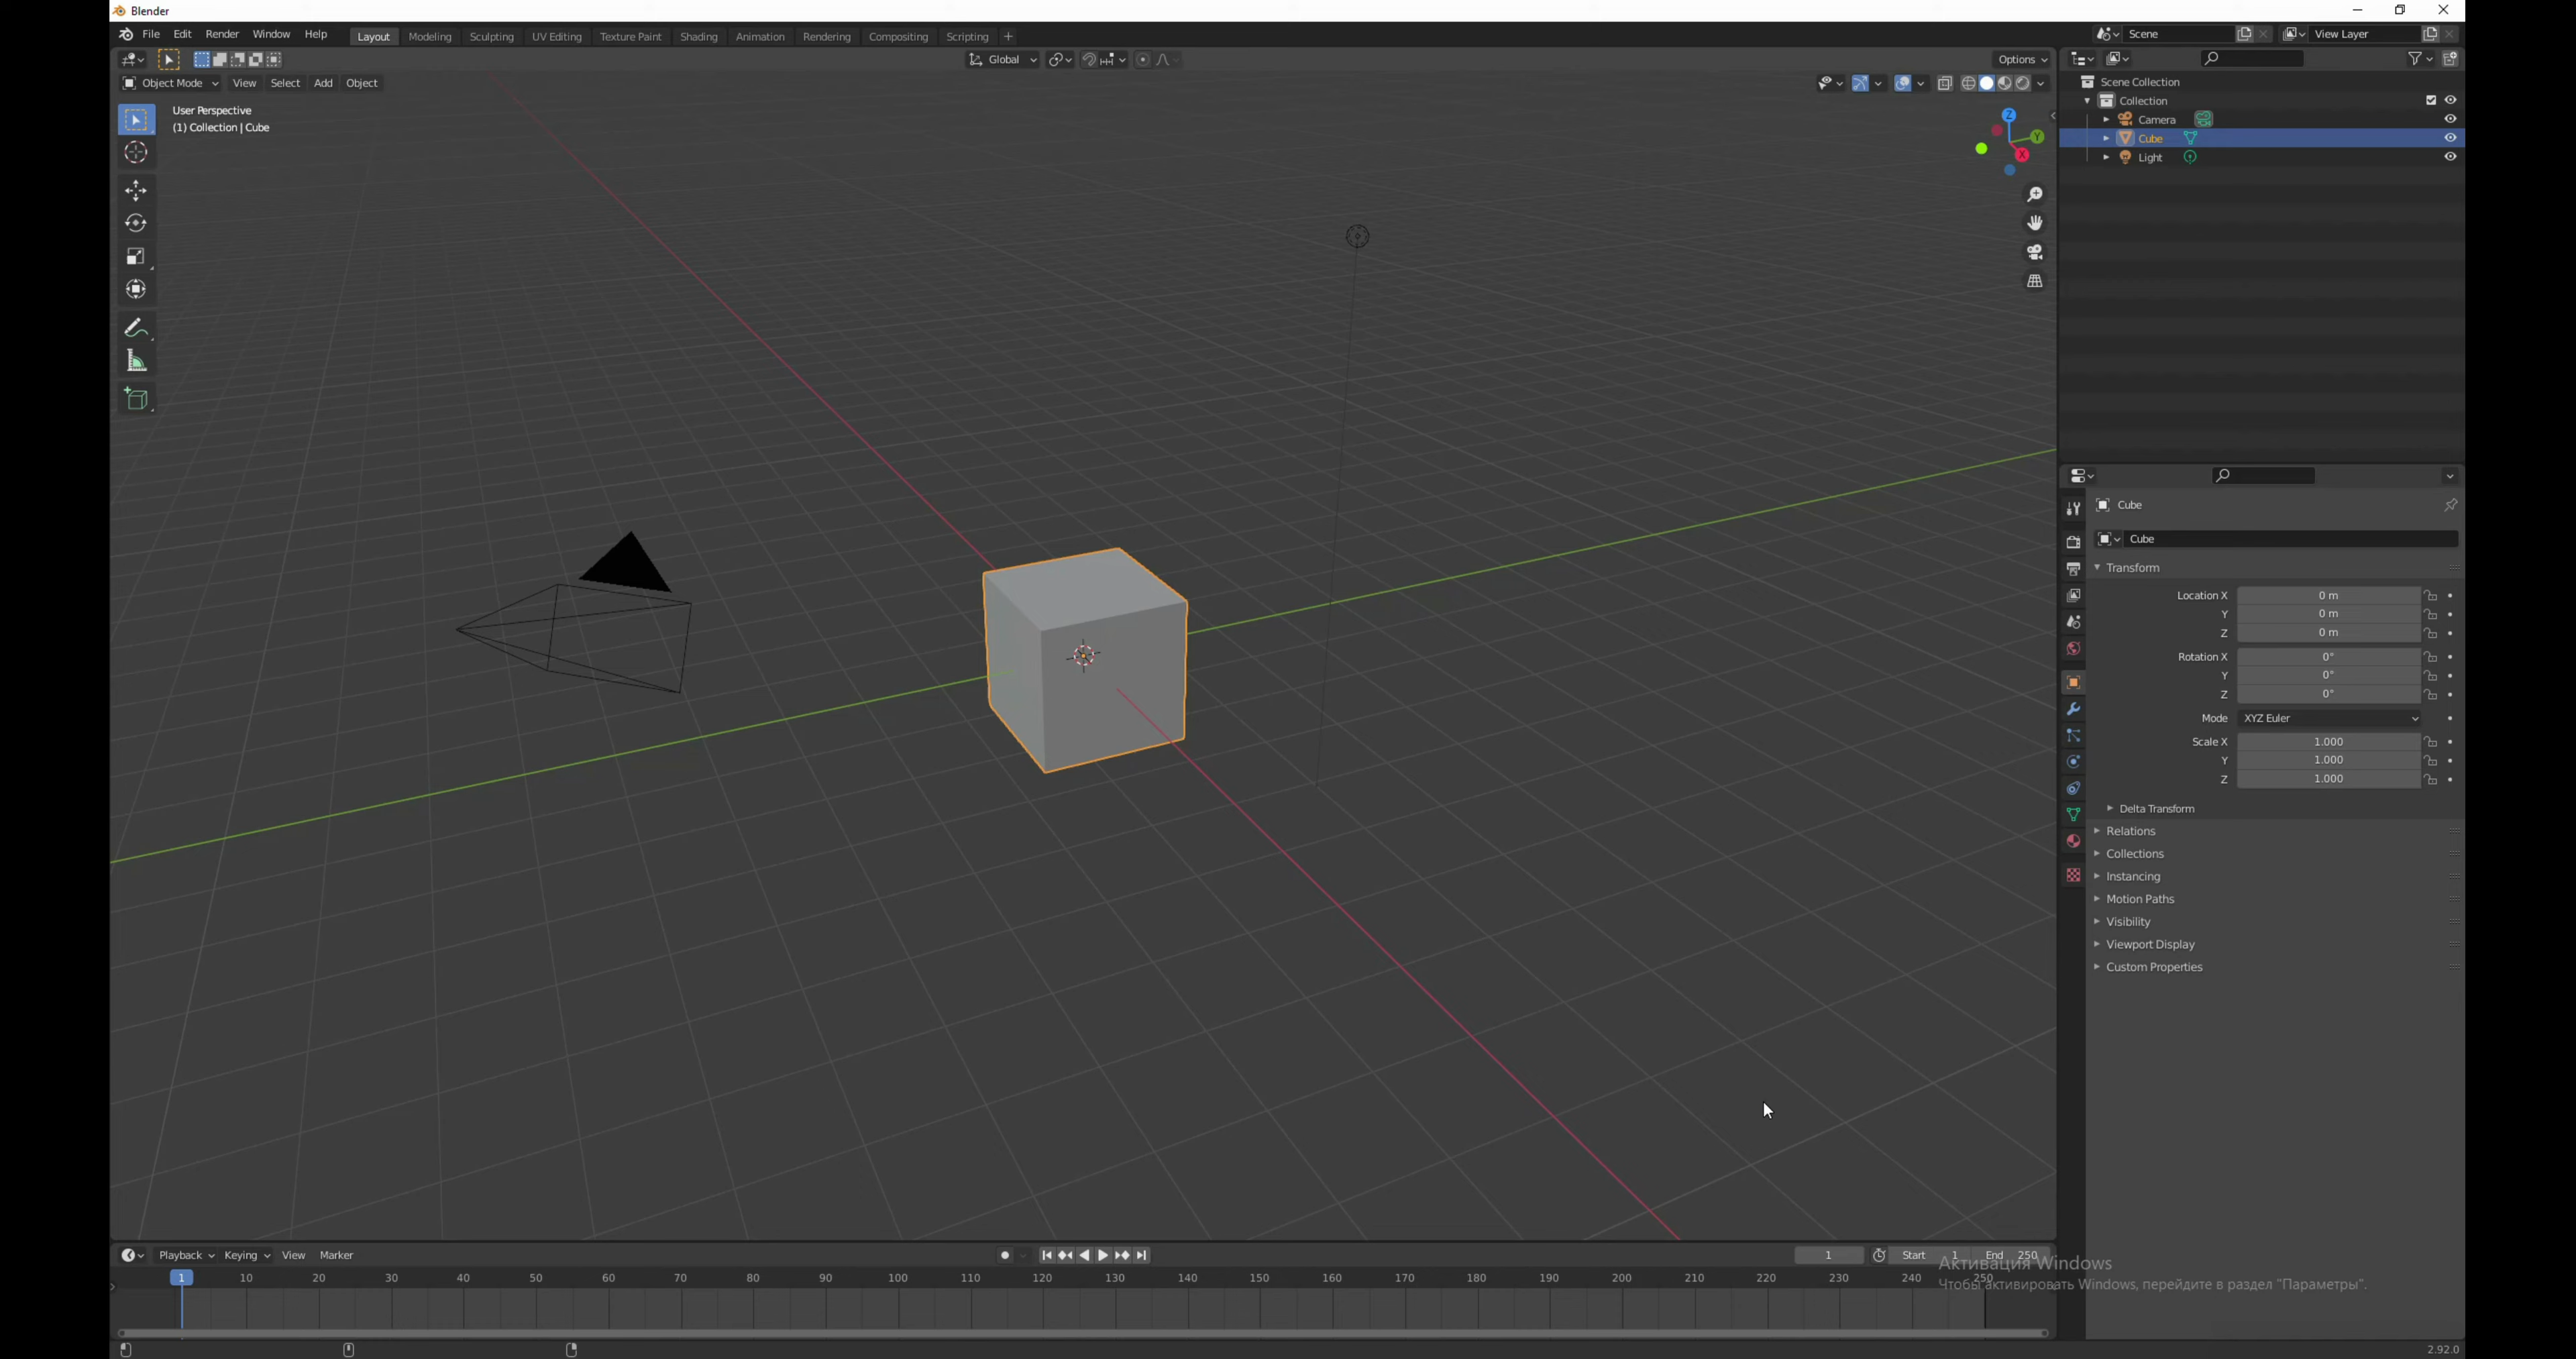 Blender
File Edit Render Window Help Layout Modeling Sculpting UV Editing Texture Paint Shading Animation Rendering Compositing Scripting + Scene View Layer
Global Options
Object Mode View Select Add Object
User Perspective
(1) Collection | Cube
Z
Y
X
Scene Collection
Collection
Camera
Cube
Light
Cube
Cube
Transform
Location X 0 m
Y 0 m
Z 0 m
Rotation X 0°
Y 0°
Z 0°
Mode XYZ Euler
Scale X 1.000
Y 1.000
Z 1.000
Delta Transform
Relations
Collections
Instancing
Motion Paths
Visibility
Viewport Display
Custom Properties
Playback Keying View Marker 1 Start 1 End 250
1 10 20 30 40 50 60 70 80 90 100 110 120 130 140 150 160 170 180 190 200 210 220 230 240 250
Активация Windows
Чтобы активировать Windows, перейдите в раздел "Параметры".
2.92.0